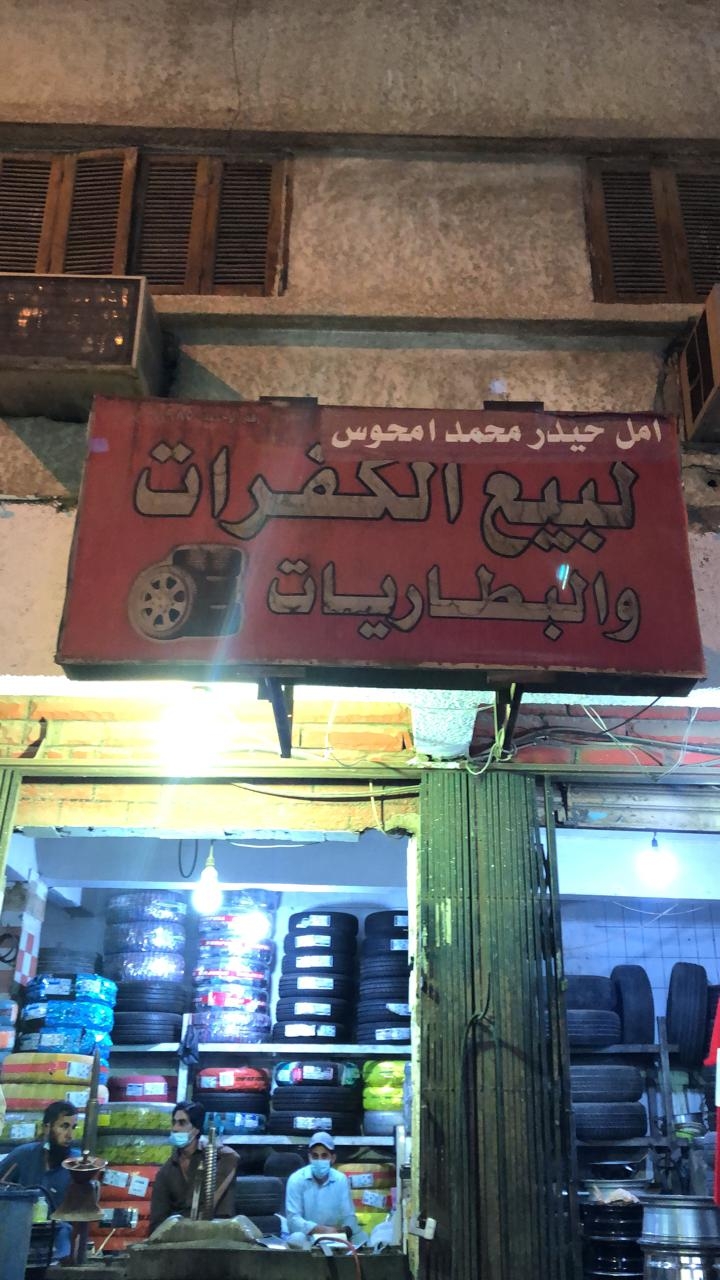 امل حيدر محمد امحوس
لبيع الكفرات
والبطاريات